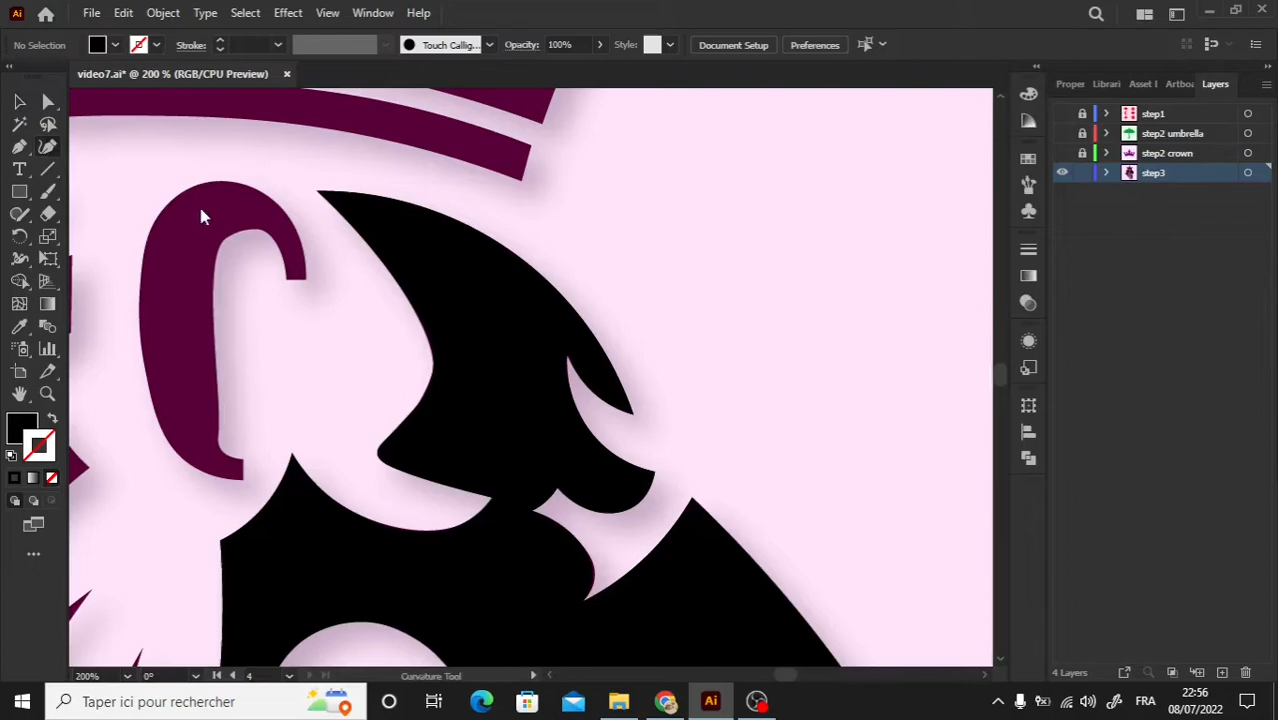 File Edit Object Type Select Effect View Window Help
No Selection Stroke: Touch Callig... Opacity: 100% Style: Document Setup Preferences
video7.ai* @ 200 % (RGB/CPU Preview)
Proper Librari Asset I Artboa Layers
step1
step2 umbrella
step2 crown
step3
200% 0° 4 Curvature Tool
4 Layers
Taper ici pour rechercher
FRA
22:56
08/07/2022